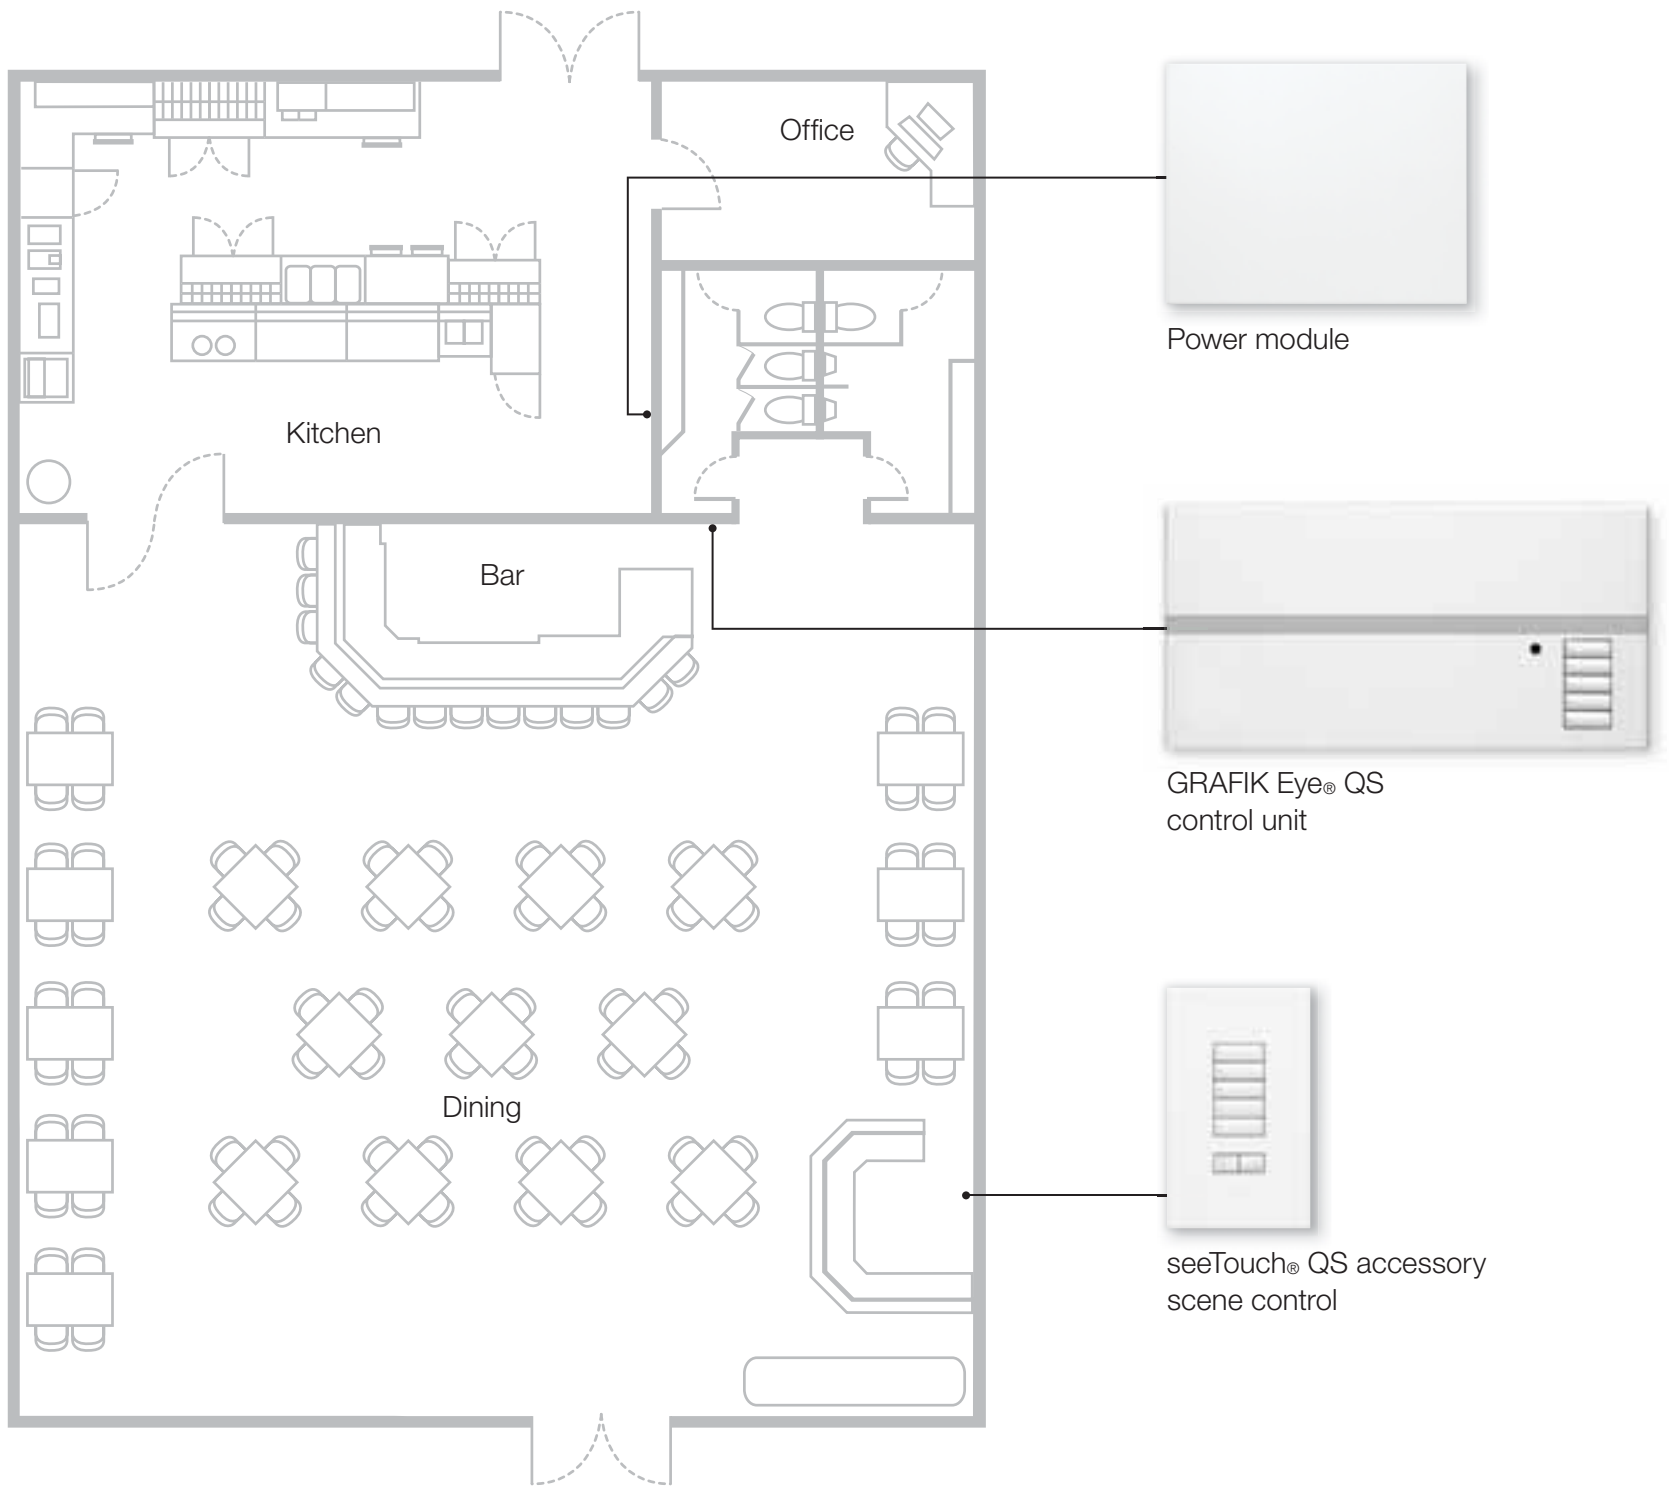 Office
Power module
Kitchen
Bar
GRAFIK Eye® QS
control unit
Dining
seeTouch® QS accessory
scene control